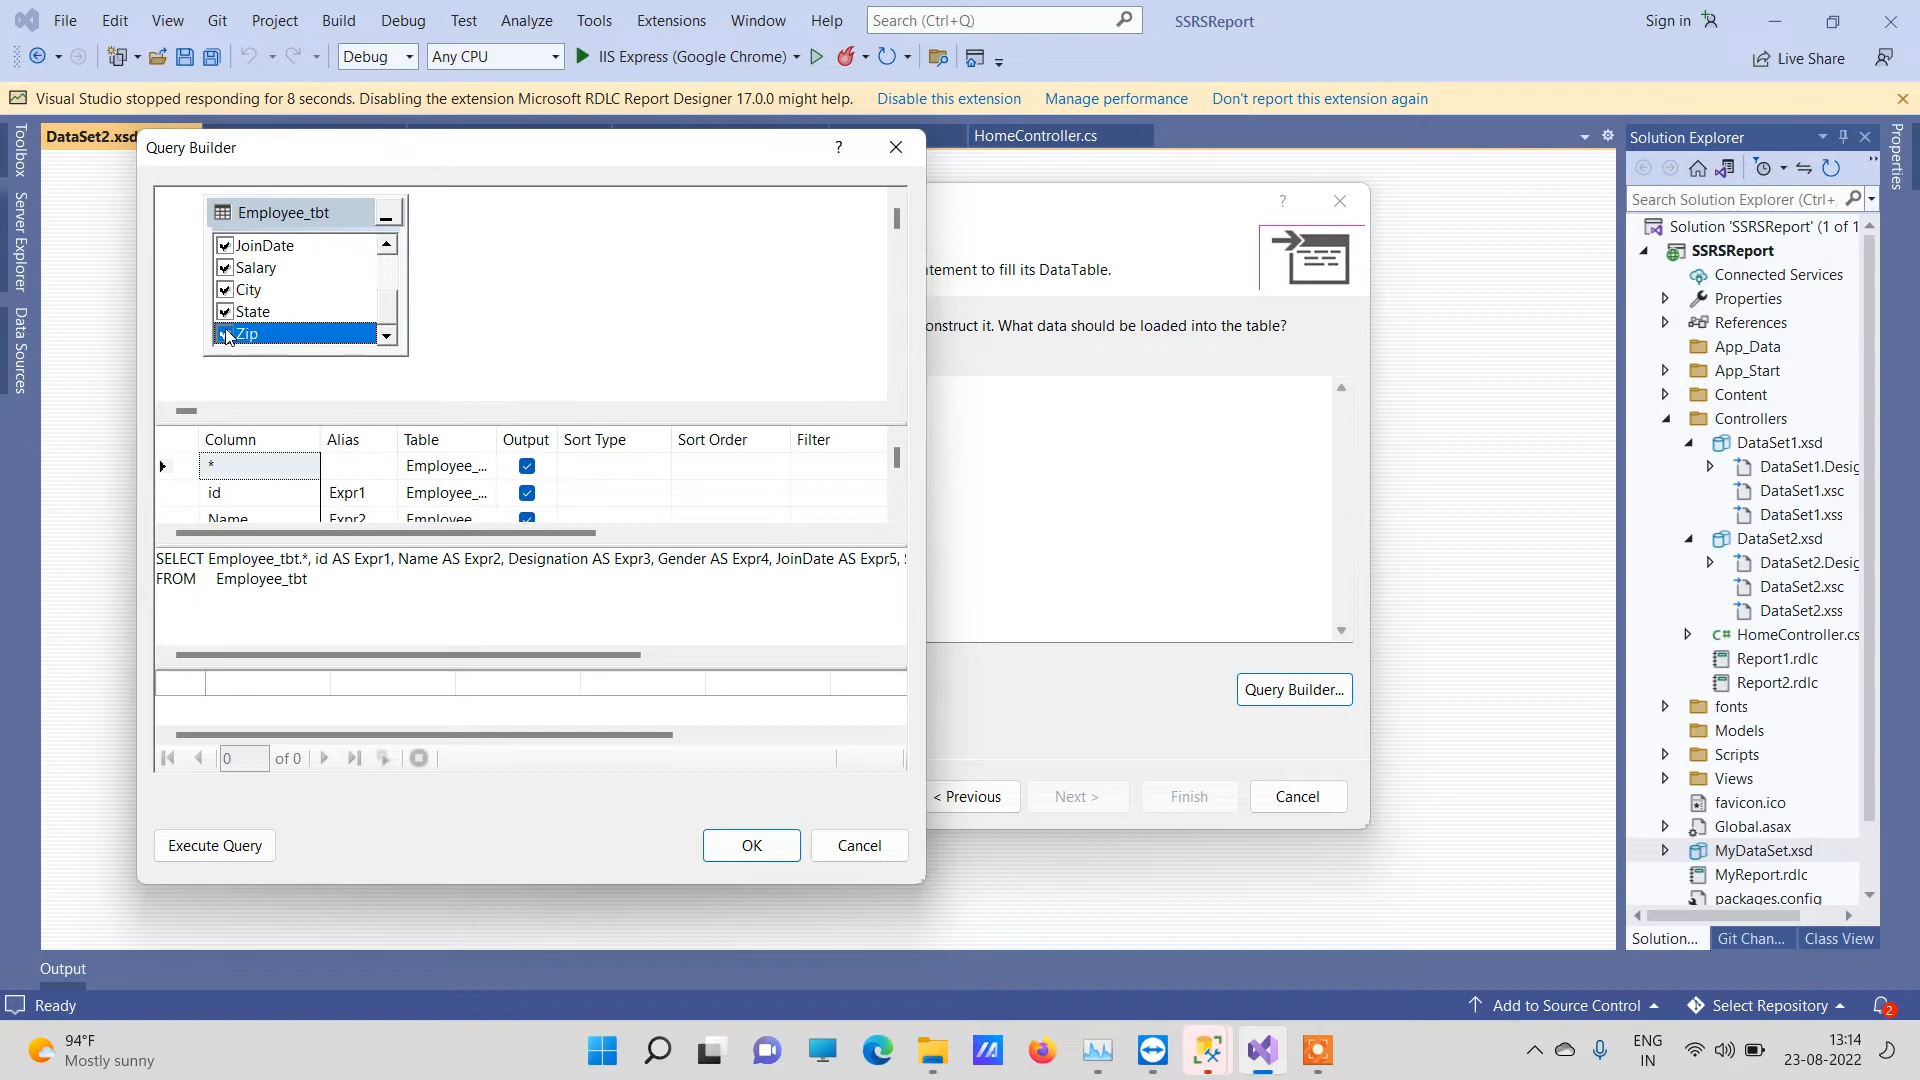 File Edit View Git Project Build Debug Test Analyze Tools Extensions Window Help Search (Ctrl+Q) SSRSReport Sign in
Debug Any CPU IIS Express (Google Chrome) Live Share
Visual Studio stopped responding for 8 seconds. Disabling the extension Microsoft RDLC Report Designer 17.0.0 might help. Disable this extension Manage performance Don't report this extension again
Toolbox
Server Explorer
Data Sources
DataSet2.xsd HomeController.cs
Query Builder ?
Employee_tbt
JoinDate
Salary
City
State
Zip
Column Alias Table Output Sort Type Sort Order Filter
* Employee_...
id Expr1 Employee_...
Name Expr2 Employee
SELECT Employee_tbt.*, id AS Expr1, Name AS Expr2, Designation AS Expr3, Gender AS Expr4, JoinDate AS Expr5,
FROM Employee_tbt
0 of 0
Execute Query OK Cancel
?
tement to fill its DataTable.
onstruct it. What data should be loaded into the table?
Query Builder...
< Previous Next > Finish Cancel
Solution Explorer
Search Solution Explorer (Ctrl+
Solution 'SSRSReport' (1 of 1
SSRSReport
Connected Services
Properties
References
App_Data
App_Start
Content
Controllers
DataSet1.xsd
DataSet1.Desig
DataSet1.xsc
DataSet1.xss
DataSet2.xsd
DataSet2.Desig
DataSet2.xsc
DataSet2.xss
C# HomeController.cs
Report1.rdlc
Report2.rdlc
fonts
Models
Scripts
Views
favicon.ico
Global.asax
MyDataSet.xsd
MyReport.rdlc
packages.config
Solution... Git Chan... Class View
Properties
Output
Ready Add to Source Control Select Repository 2
94°F
Mostly sunny
ENG
IN
13:14
23-08-2022